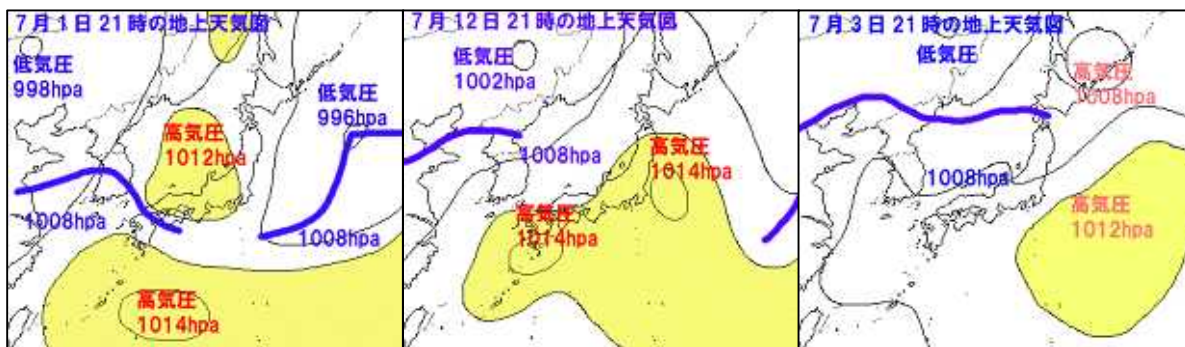 7月1日21時の地上天気図
低気圧
998hpa
低気圧
996hpa
高気圧
1012hpa
1008hpa
1008hpa
高気圧
1014hpa
7月12日21時の地上天気図
低気圧
1002hpa
1008hpa
高気圧
1014hpa
高気圧
1014hpa
7月3日21時の地上天気図
低気圧
高気圧
1008hpa
1008hpa
高気圧
1012hpa